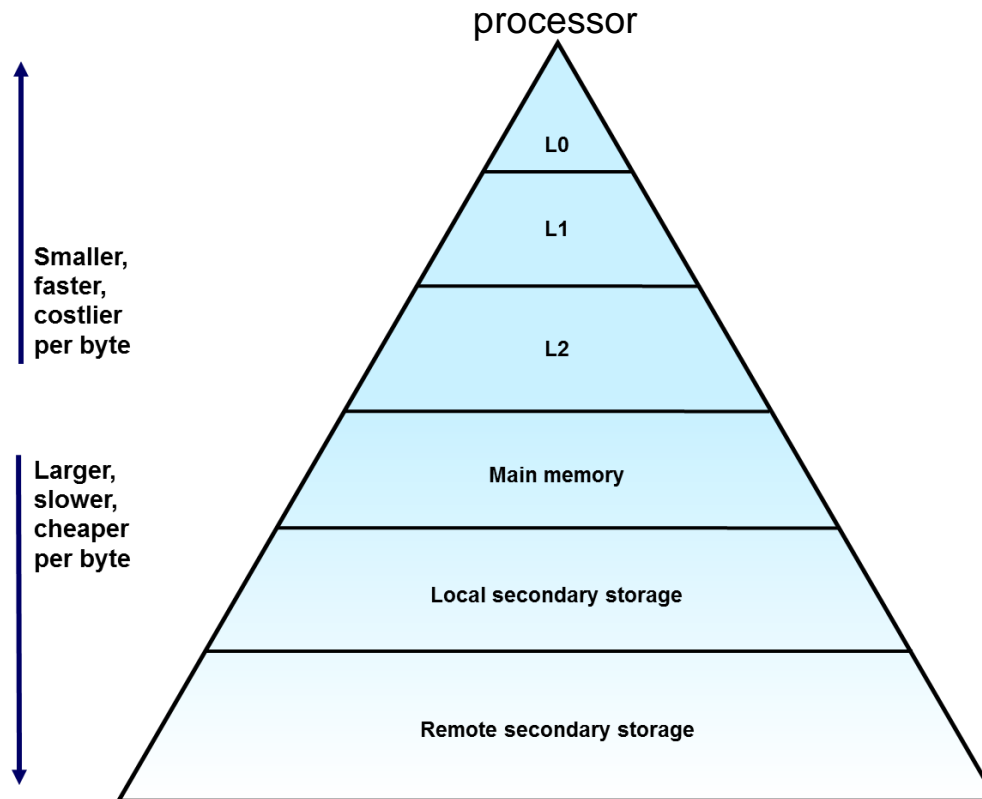 processor
L0
L1
Smaller,
faster,
costlier
per byte
L2
Larger,
slower,
cheaper
per byte
Main memory
Local secondary storage
Remote secondary storage